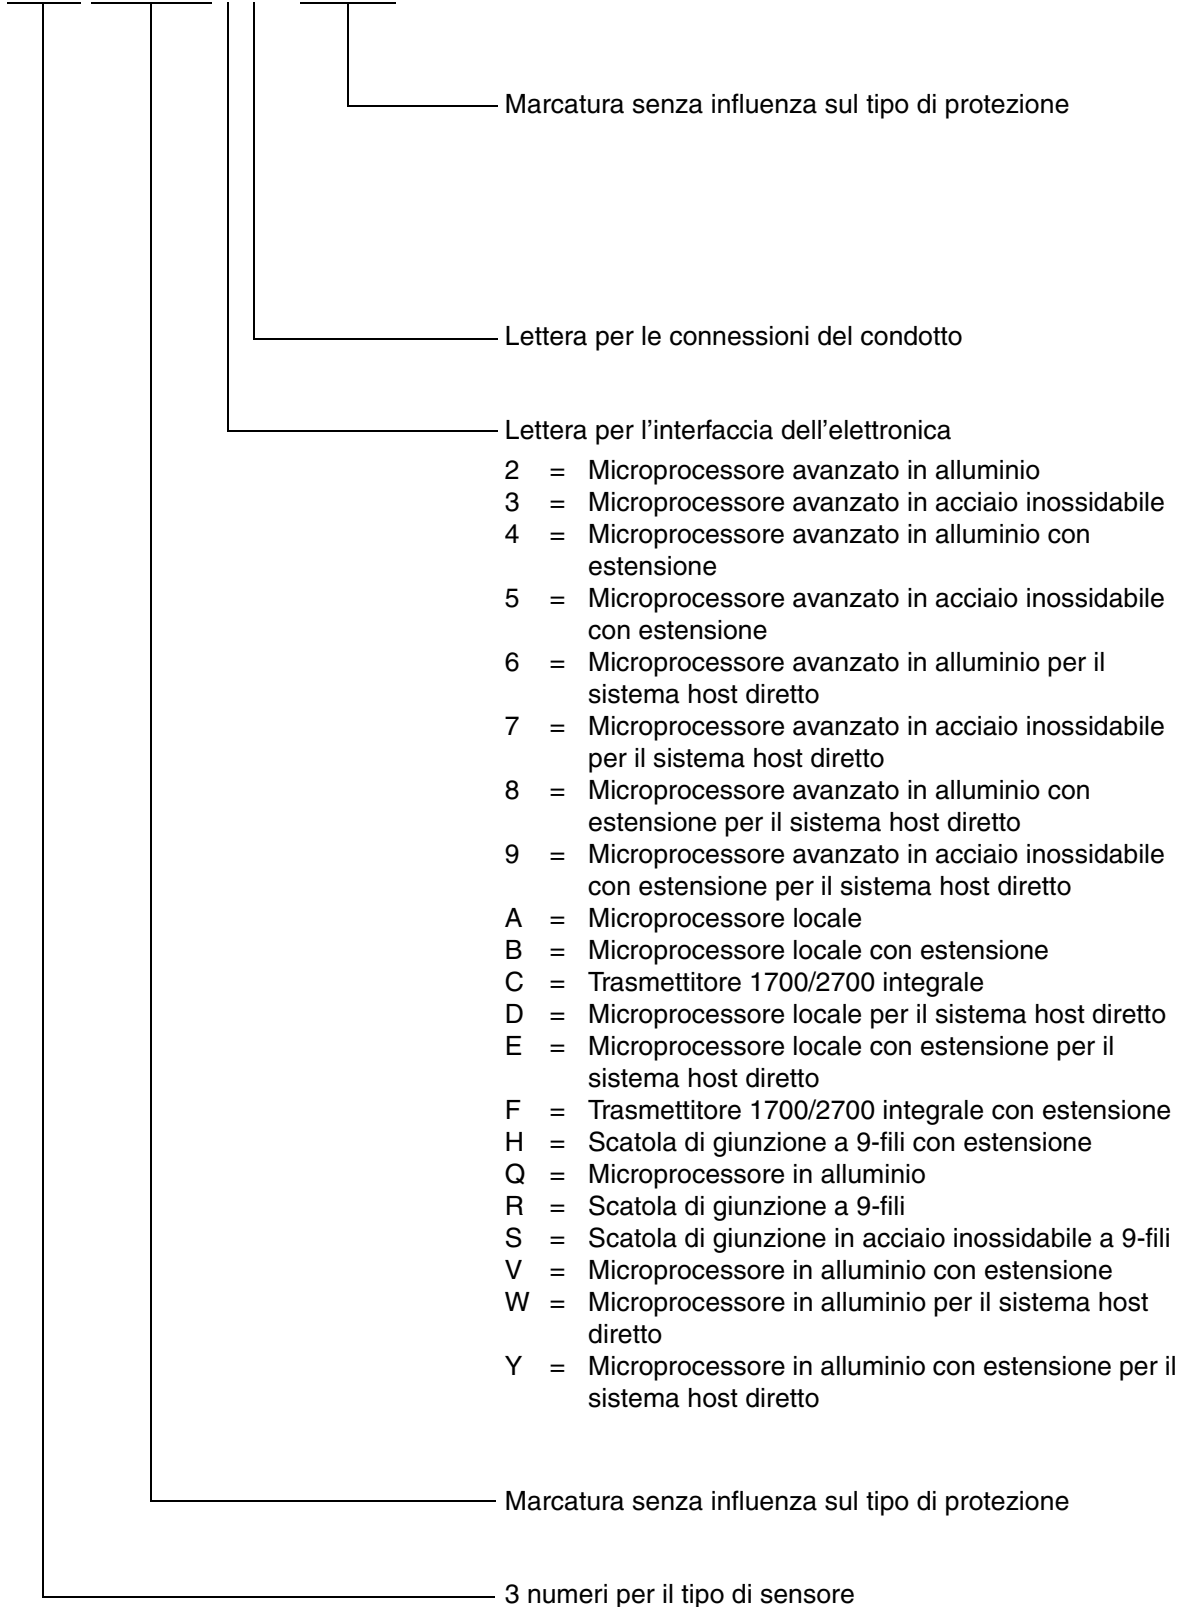 Marcatura senza influenza sul tipo di protezione
Lettera per le connessioni del condotto
Lettera per l'interfaccia dell'elettronica
2 = Microprocessore avanzato in alluminio
3 = Microprocessore avanzato in acciaio inossidabile
4 = Microprocessore avanzato in alluminio con
estensione
5 = Microprocessore avanzato in acciaio inossidabile
con estensione
6 = Microprocessore avanzato in alluminio per il
sistema host diretto
7 = Microprocessore avanzato in acciaio inossidabile
per il sistema host diretto
8 = Microprocessore avanzato in alluminio con
estensione per il sistema host diretto
9 = Microprocessore avanzato in acciaio inossidabile
con estensione per il sistema host diretto
A = Microprocessore locale
B = Microprocessore locale con estensione
C = Trasmettitore 1700/2700 integrale
D = Microprocessore locale per il sistema host diretto
E = Microprocessore locale con estensione per il
sistema host diretto
F = Trasmettitore 1700/2700 integrale con estensione
H = Scatola di giunzione a 9-fili con estensione
Q = Microprocessore in alluminio
R = Scatola di giunzione a 9-fili
S = Scatola di giunzione in acciaio inossidabile a 9-fili
V = Microprocessore in alluminio con estensione
W = Microprocessore in alluminio per il sistema host
diretto
Y = Microprocessore in alluminio con estensione per il
sistema host diretto
Marcatura senza influenza sul tipo di protezione
3 numeri per il tipo di sensore